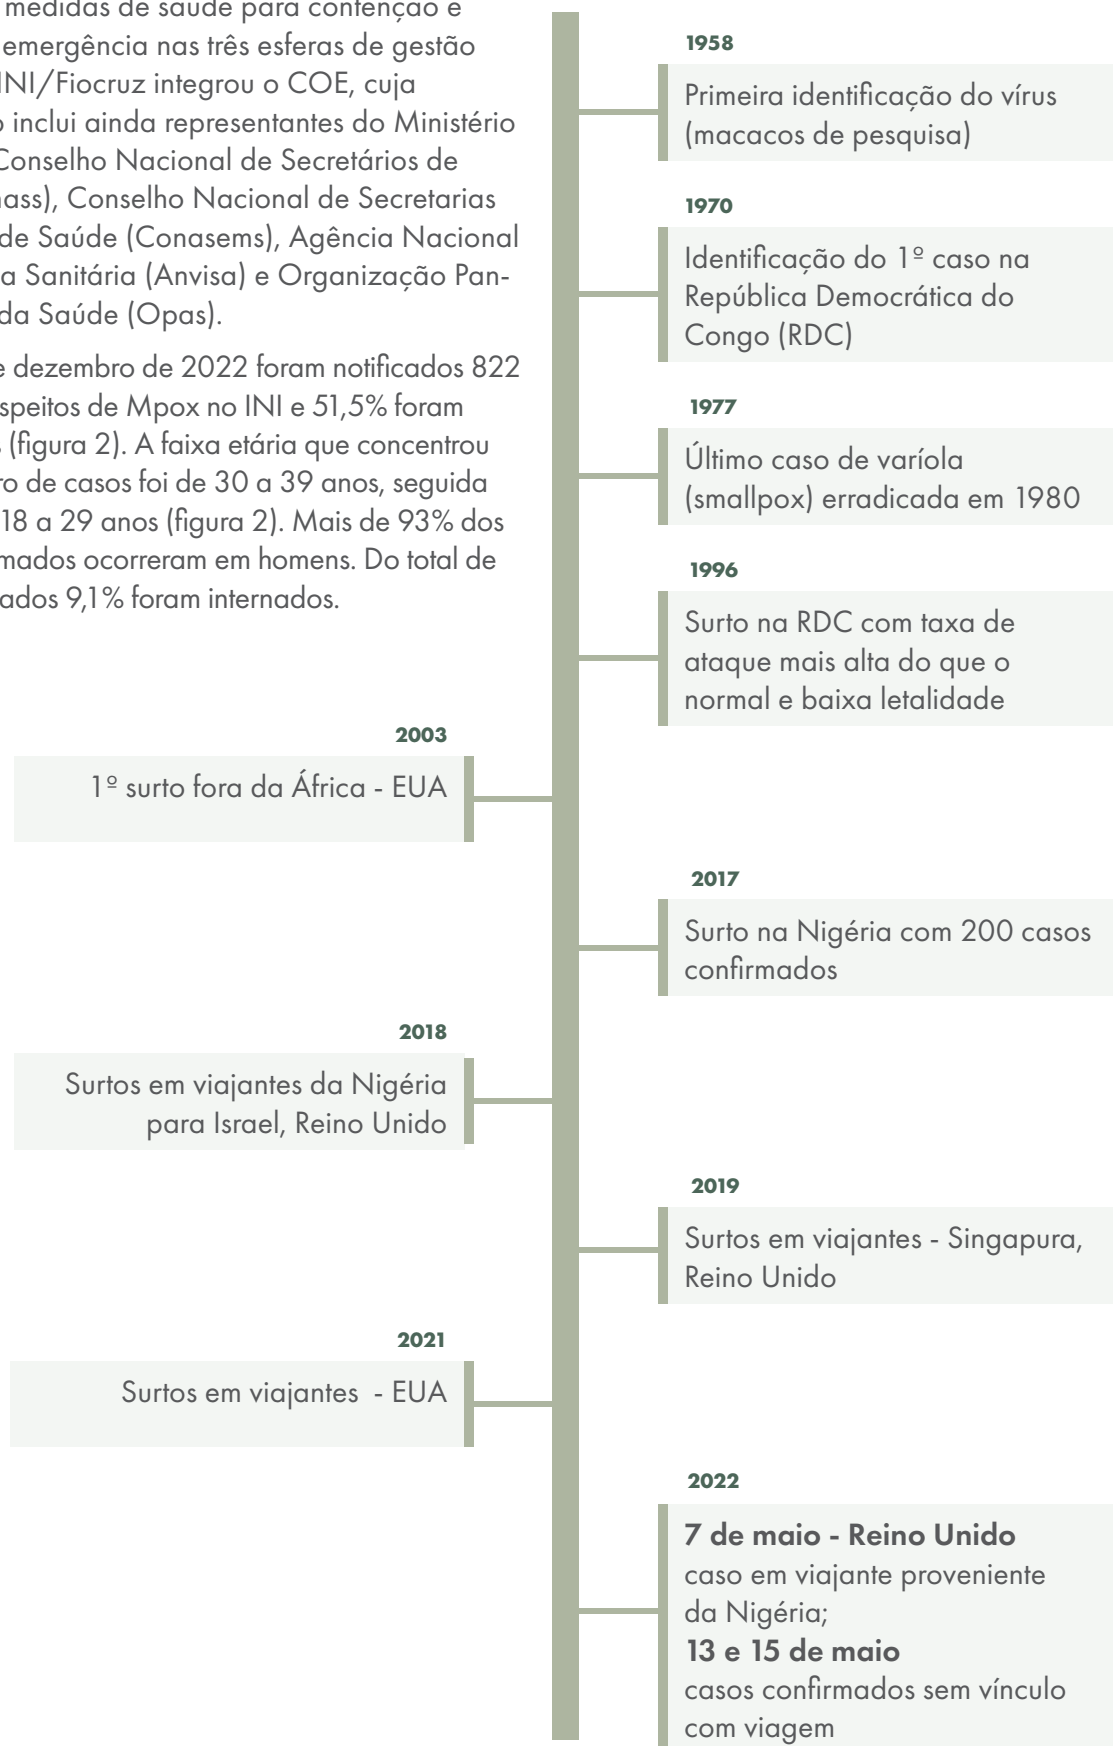 medidas de saúde para contenção e
emergência nas três esferas de gestão
INI/Fiocruz integrou o COE, cuja
o inclui ainda representantes do Ministério
Conselho Nacional de Secretários de
ass), Conselho Nacional de Secretarias
de Saúde (Conasems), Agência Nacional
a Sanitária (Anvisa) e Organização Pan-
da Saúde (Opas).
e dezembro de 2022 foram notificados 822
speitos de Mpox no INI e 51,5% foram
s (figura 2). A faixa etária que concentrou
ro de casos foi de 30 a 39 anos, seguida
18 a 29 anos (figura 2). Mais de 93% dos
mados ocorreram em homens. Do total de
ados 9,1% foram internados.
1958
Primeira identificação do vírus
(macacos de pesquisa)
1970
Identificação do 1º caso na
República Democrática do
Congo (RDC)
1977
Último caso de varíola
(smallpox) erradicada em 1980
1996
Surto na RDC com taxa de
ataque mais alta do que o
normal e baixa letalidade
2003
1º surto fora da África - EUA
2017
Surto na Nigéria com 200 casos
confirmados
2018
Surtos em viajantes da Nigéria
para Israel, Reino Unido
2019
Surtos em viajantes - Singapura,
Reino Unido
2021
Surtos em viajantes - EUA
2022
7 de maio - Reino Unido
caso em viajante proveniente
da Nigéria;
13 e 15 de maio
casos confirmados sem vínculo
com viagem